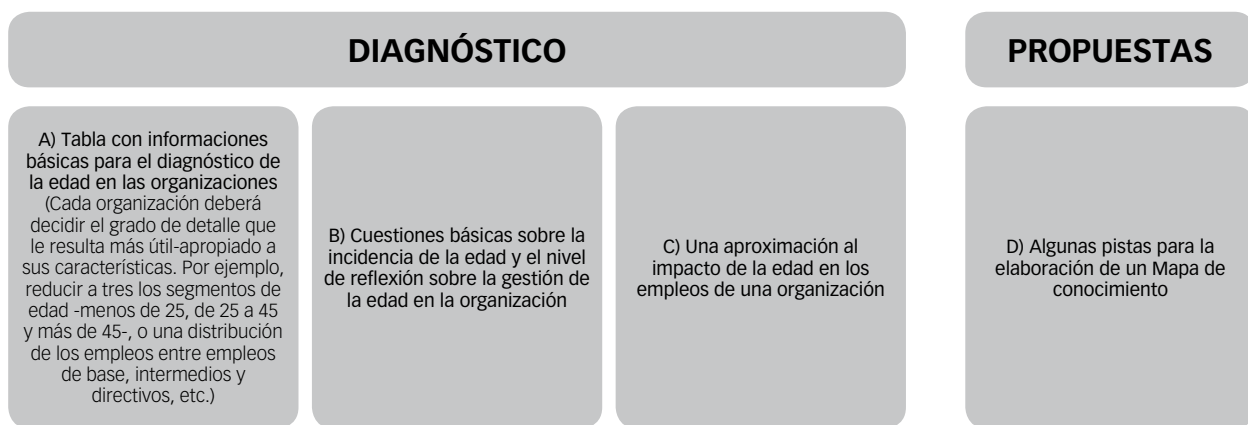 DIAGNÓSTICO
PROPUESTAS
A) Tabla con informaciones
básicas para el diagnóstico de
la edad en las organizaciones
(Cada organización deberá
decidir el grado de detalle que
le resulta más útil-apropiado a
sus características. Por ejemplo,
reducir a tres los segmentos de
edad -menos de 25, de 25 a 45
y más de 45-, o una distribución
de los empleos entre empleos
de base, intermedios y
directivos, etc.)
B) Cuestiones básicas sobre la
incidencia de la edad y el nivel
de reflexión sobre la gestión de
la edad en la organización
C) Una aproximación al
impacto de la edad en los
empleos de una organización
D) Algunas pistas para la
elaboración de un Mapa de
conocimiento